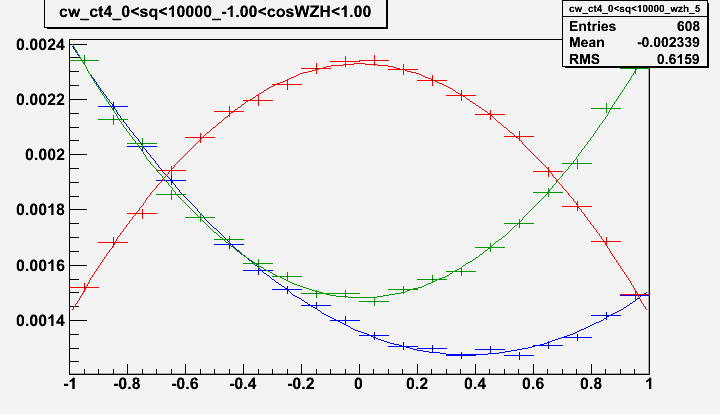 cw_ct4_0<sq<10000_-1.00<cosWZH<1.00
cw_ct4_0<sq<10000_wzh_5
Entries 608
Mean -0.002339
RMS 0.6159
0.0024
0.0022
0.002
0.0018
0.0016
0.0014
-1 -0.8 -0.6 -0.4 -0.2 0 0.2 0.4 0.6 0.8 1